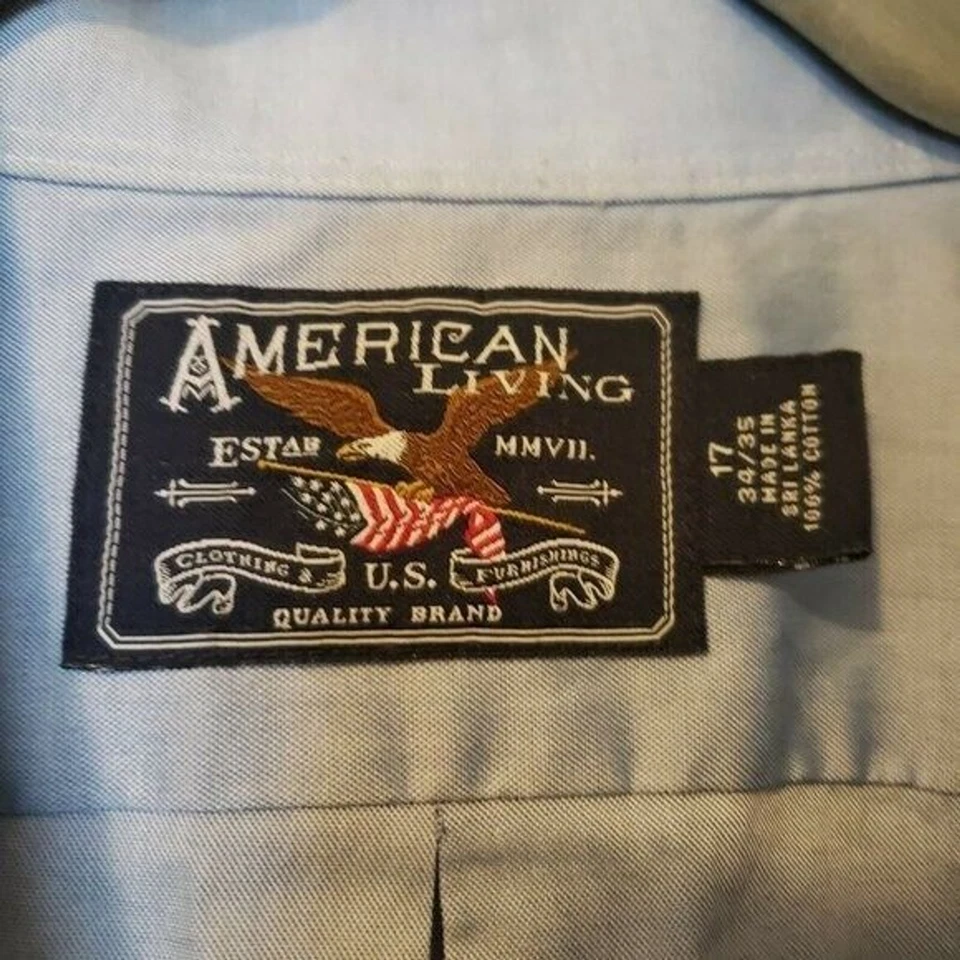 AMERICAN
LIVING
ESTAB MMVII.
CLOTHING & U.S. FURNISHINGS
QUALITY BRAND
17
34/35
MADE IN
SRI LANKA
100% COTTON